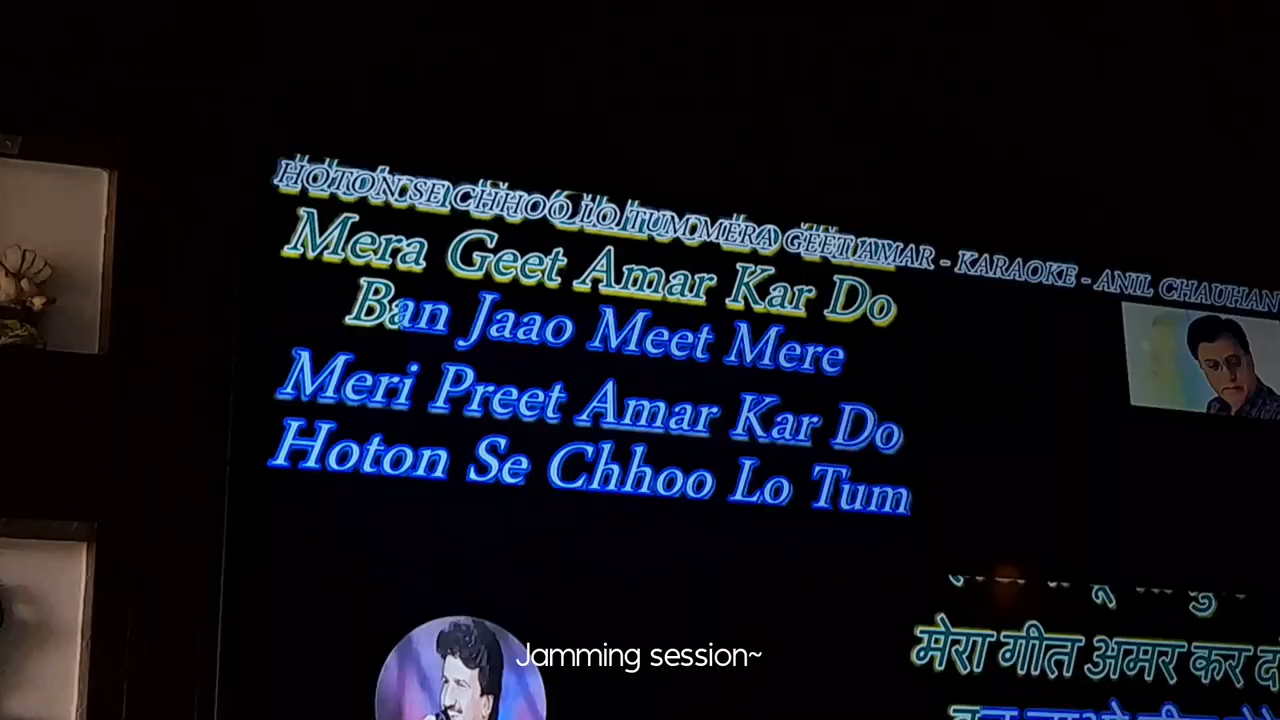 HOTON SE CHHOO LO TUM MERA GEET AMAR - KARAOKE - ANIL CHAUHAN
Mera Geet Amar Kar Do
Ban Jaao Meet Mere
Meri Preet Amar Kar Do
Hoton Se Chhoo Lo Tum
मेरा गीत अमर कर
Jamming session~